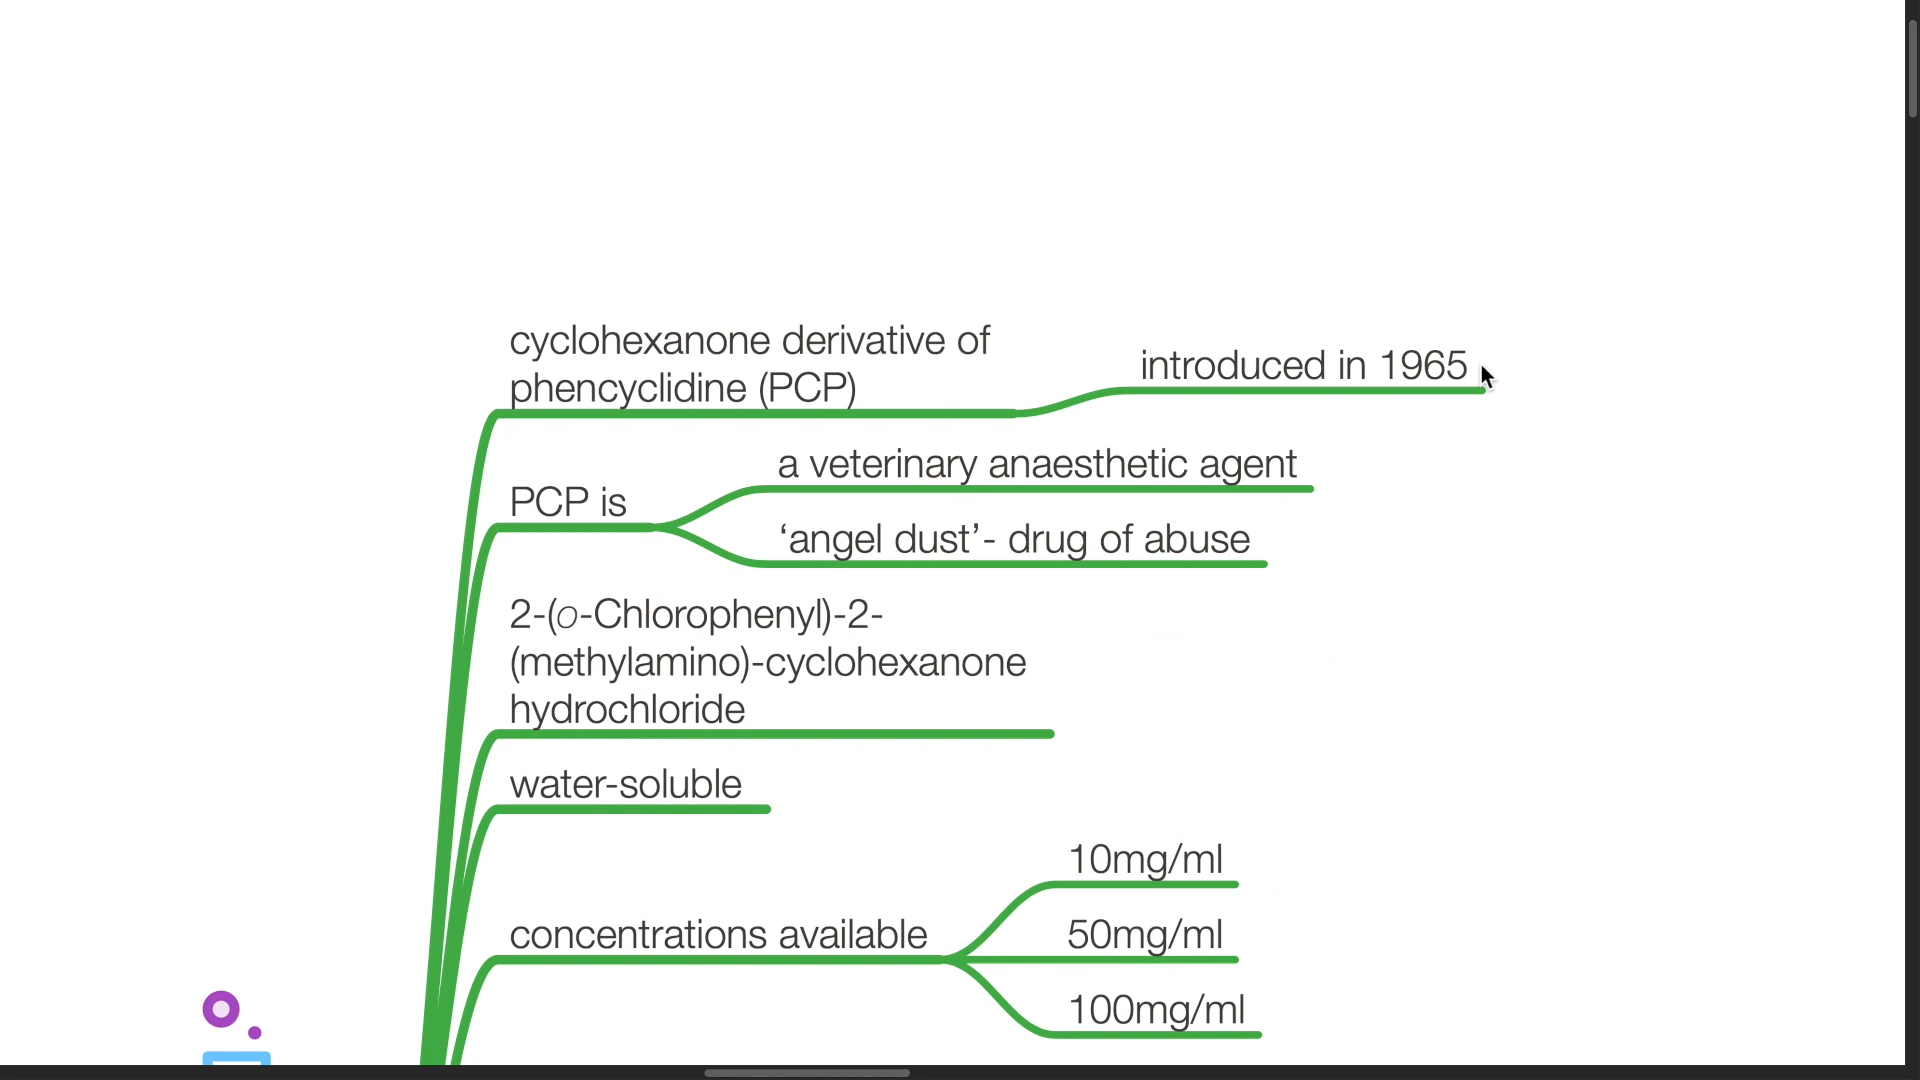 cyclohexanone derivative of
phencyclidine (PCP)
introduced in 1965
PCP is
a veterinary anaesthetic agent
‘angel dust’- drug of abuse
2-(o-Chlorophenyl)-2-
(methylamino)-cyclohexanone
hydrochloride
water-soluble
concentrations available
10mg/ml
50mg/ml
100mg/ml